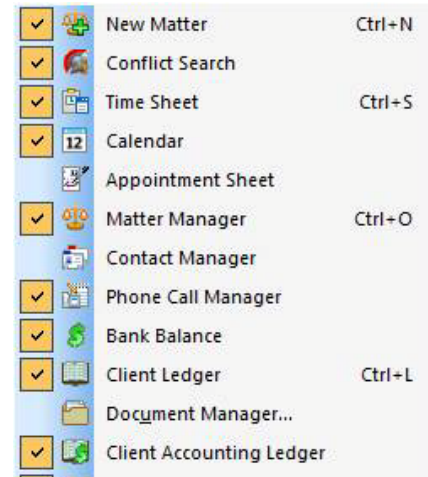 New Matter Ctrl+N
Conflict Search
Time Sheet Ctrl+S
12 Calendar
Appointment Sheet
Matter Manager Ctrl+O
Contact Manager
Phone Call Manager
Bank Balance
Client Ledger Ctrl+L
Document Manager...
Client Accounting Ledger